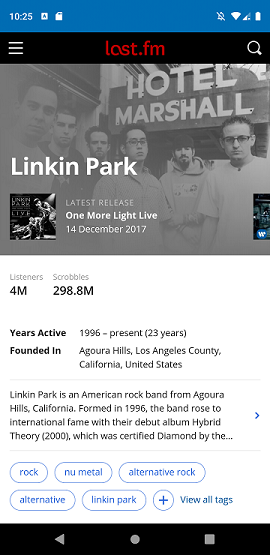 10:25
last.fm
HOTEL
MARSHALL
Linkin Park
LATEST RELEASE
One More Light Live
14 December 2017
Listeners Scrobbles
4M 298.8M
Years Active 1996 – present (23 years)
Founded In Agoura Hills, Los Angeles County,
California, United States
Linkin Park is an American rock band from Agoura
Hills, California. Formed in 1996, the band rose to
international fame with their debut album Hybrid
Theory (2000), which was certified Diamond by the...
rock nu metal alternative rock
alternative linkin park + View all tags